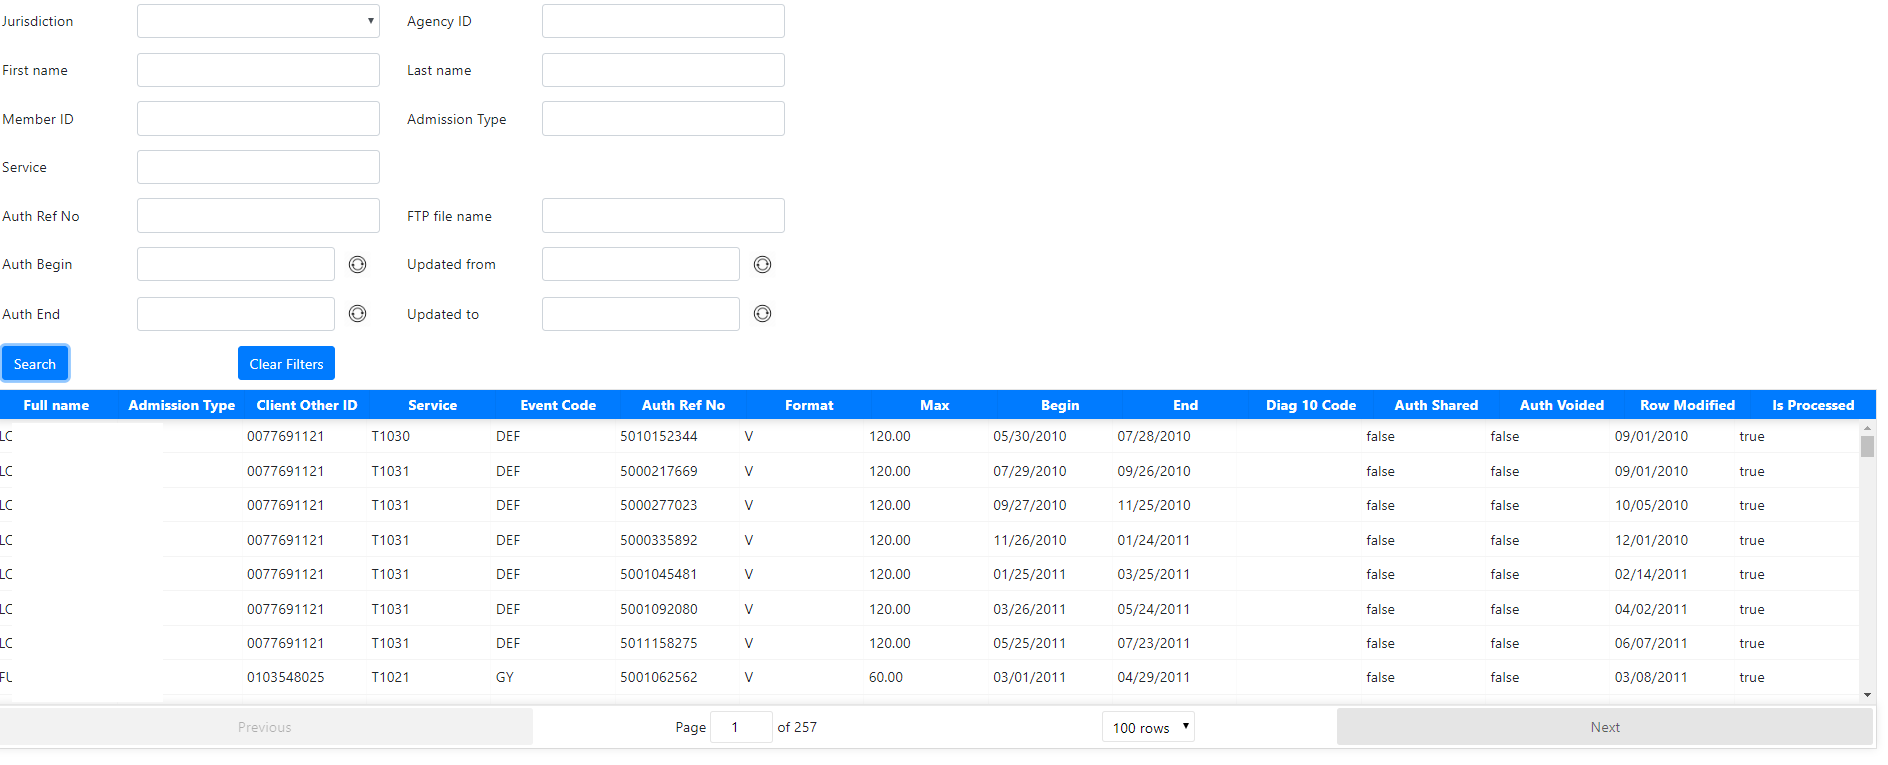 Jurisdiction Agency ID
First name Last name
Member ID Admission Type
Service
Auth Ref No FTP file name
Auth Begin Updated from
Auth End Updated to
Search Clear Filters
Full name Admission Type Client Other ID Service Event Code Auth Ref No Format Max Begin End Diag 10 Code Auth Shared Auth Voided Row Modified Is Processed
0077691121 T1030 DEF 5010152344 V 120.00 05/30/2010 07/28/2010 false false 09/01/2010 true
0077691121 T1031 DEF 5000217669 V 120.00 07/29/2010 09/26/2010 false false 09/01/2010 true
0077691121 T1031 DEF 5000277023 V 120.00 09/27/2010 11/25/2010 false false 10/05/2010 true
0077691121 T1031 DEF 5000335892 V 120.00 11/26/2010 01/24/2011 false false 12/01/2010 true
0077691121 T1031 DEF 5001045481 V 120.00 01/25/2011 03/25/2011 false false 02/14/2011 true
0077691121 T1031 DEF 5001092080 V 120.00 03/26/2011 05/24/2011 false false 04/02/2011 true
0077691121 T1031 DEF 5011158275 V 120.00 05/25/2011 07/23/2011 false false 06/07/2011 true
0103548025 T1021 GY 5001062562 V 60.00 03/01/2011 04/29/2011 false false 03/08/2011 true
Previous Page 1 of 257 100 rows Next